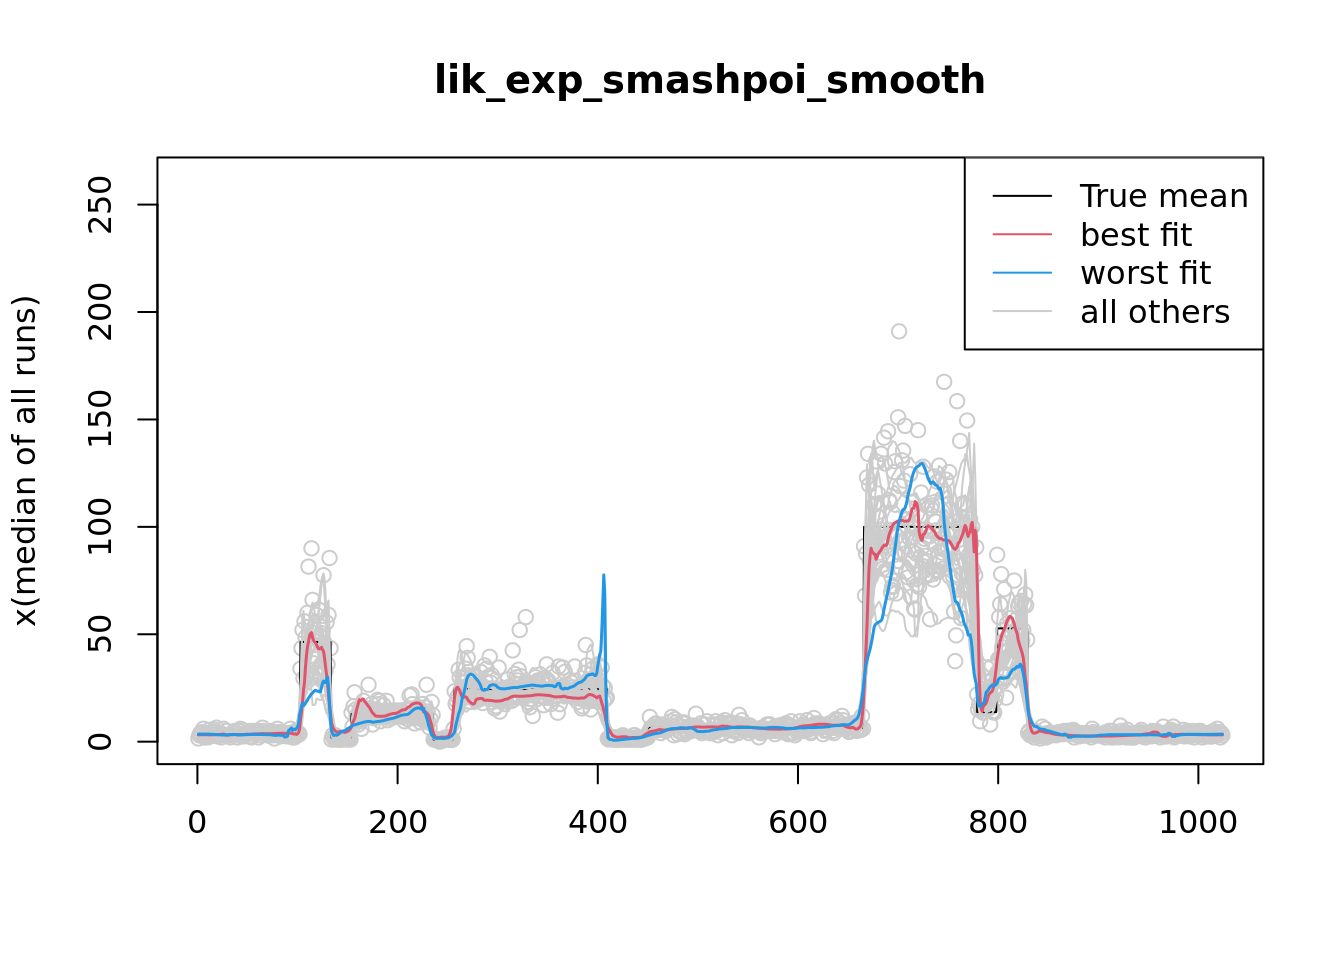 lik_exp_smashpoi_smooth
x(median of all runs)
250
200
150
100
50
0
True mean
best fit
worst fit
all others
0 200 400 600 800 1000